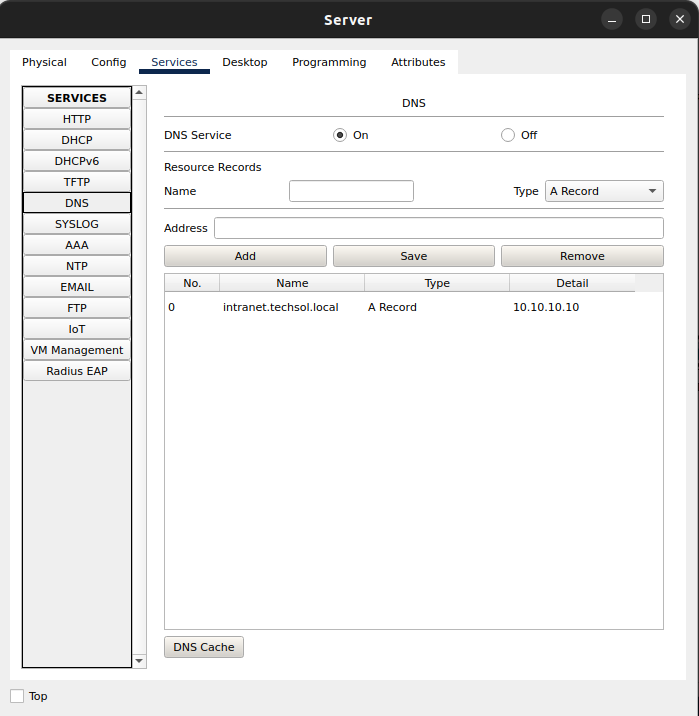 Server
Physical Config Services Desktop Programming Attributes
SERVICES
HTTP
DHCP
DHCPv6
TFTP
DNS
SYSLOG
AAA
NTP
EMAIL
FTP
IoT
VM Management
Radius EAP
DNS
DNS Service On Off
Resource Records
Name Type A Record
Address
Add Save Remove
No. Name Type Detail
0 intranet.techsol.local A Record 10.10.10.10
DNS Cache
Top